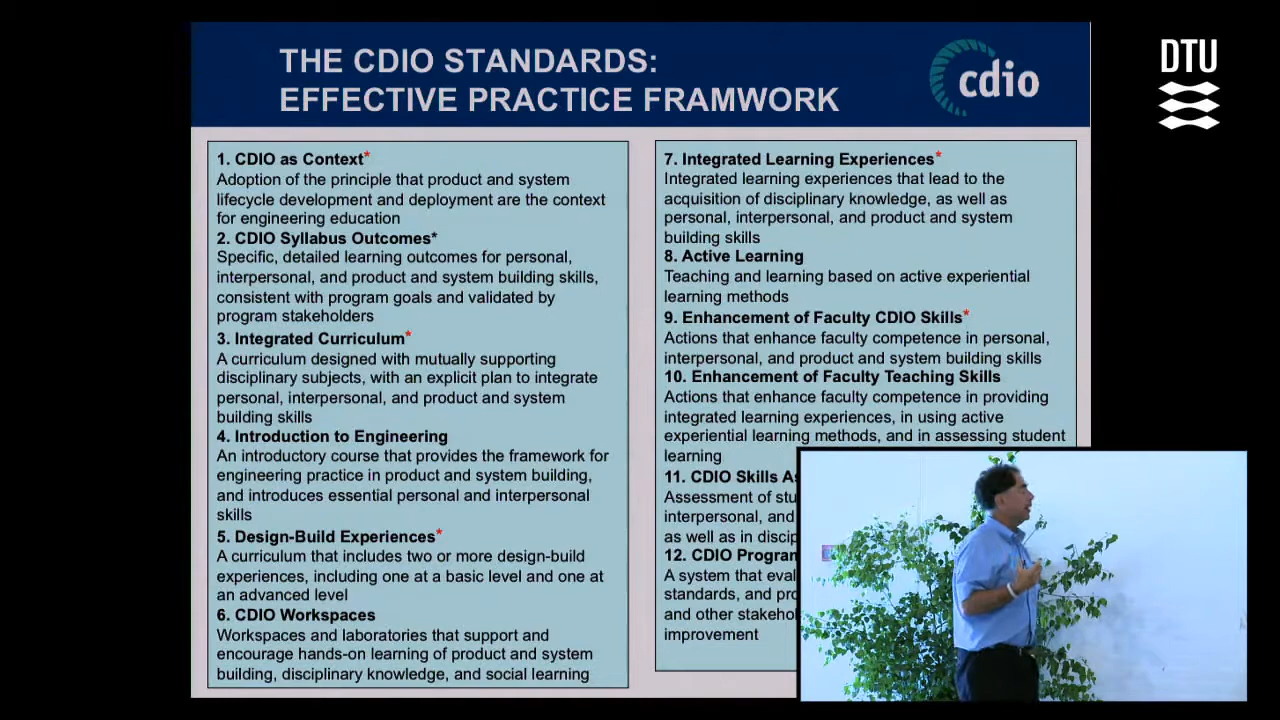 THE CDIO STANDARDS:
EFFECTIVE PRACTICE FRAMWORK
cdio
DTU
1. CDIO as Context*
Adoption of the principle that product and system
lifecycle development and deployment are the context
for engineering education
2. CDIO Syllabus Outcomes*
Specific, detailed learning outcomes for personal,
interpersonal, and product and system building skills,
consistent with program goals and validated by
program stakeholders
3. Integrated Curriculum*
A curriculum designed with mutually supporting
disciplinary subjects, with an explicit plan to integrate
personal, interpersonal, and product and system
building skills
4. Introduction to Engineering
An introductory course that provides the framework for
engineering practice in product and system building,
and introduces essential personal and interpersonal
skills
5. Design-Build Experiences*
A curriculum that includes two or more design-build
experiences, including one at a basic level and one at
an advanced level
6. CDIO Workspaces
Workspaces and laboratories that support and
encourage hands-on learning of product and system
building, disciplinary knowledge, and social learning
7. Integrated Learning Experiences*
Integrated learning experiences that lead to the
acquisition of disciplinary knowledge, as well as
personal, interpersonal, and product and system
building skills
8. Active Learning
Teaching and learning based on active experiential
learning methods
9. Enhancement of Faculty CDIO Skills*
Actions that enhance faculty competence in personal,
interpersonal, and product and system building skills
10. Enhancement of Faculty Teaching Skills
Actions that enhance faculty competence in providing
integrated learning experiences, in using active
experiential learning methods, and in assessing student
learning
11. CDIO Skills
Assessment of
interpersonal, and
as well as in
12. CDIO
A system that
standards, and
and other
improvement